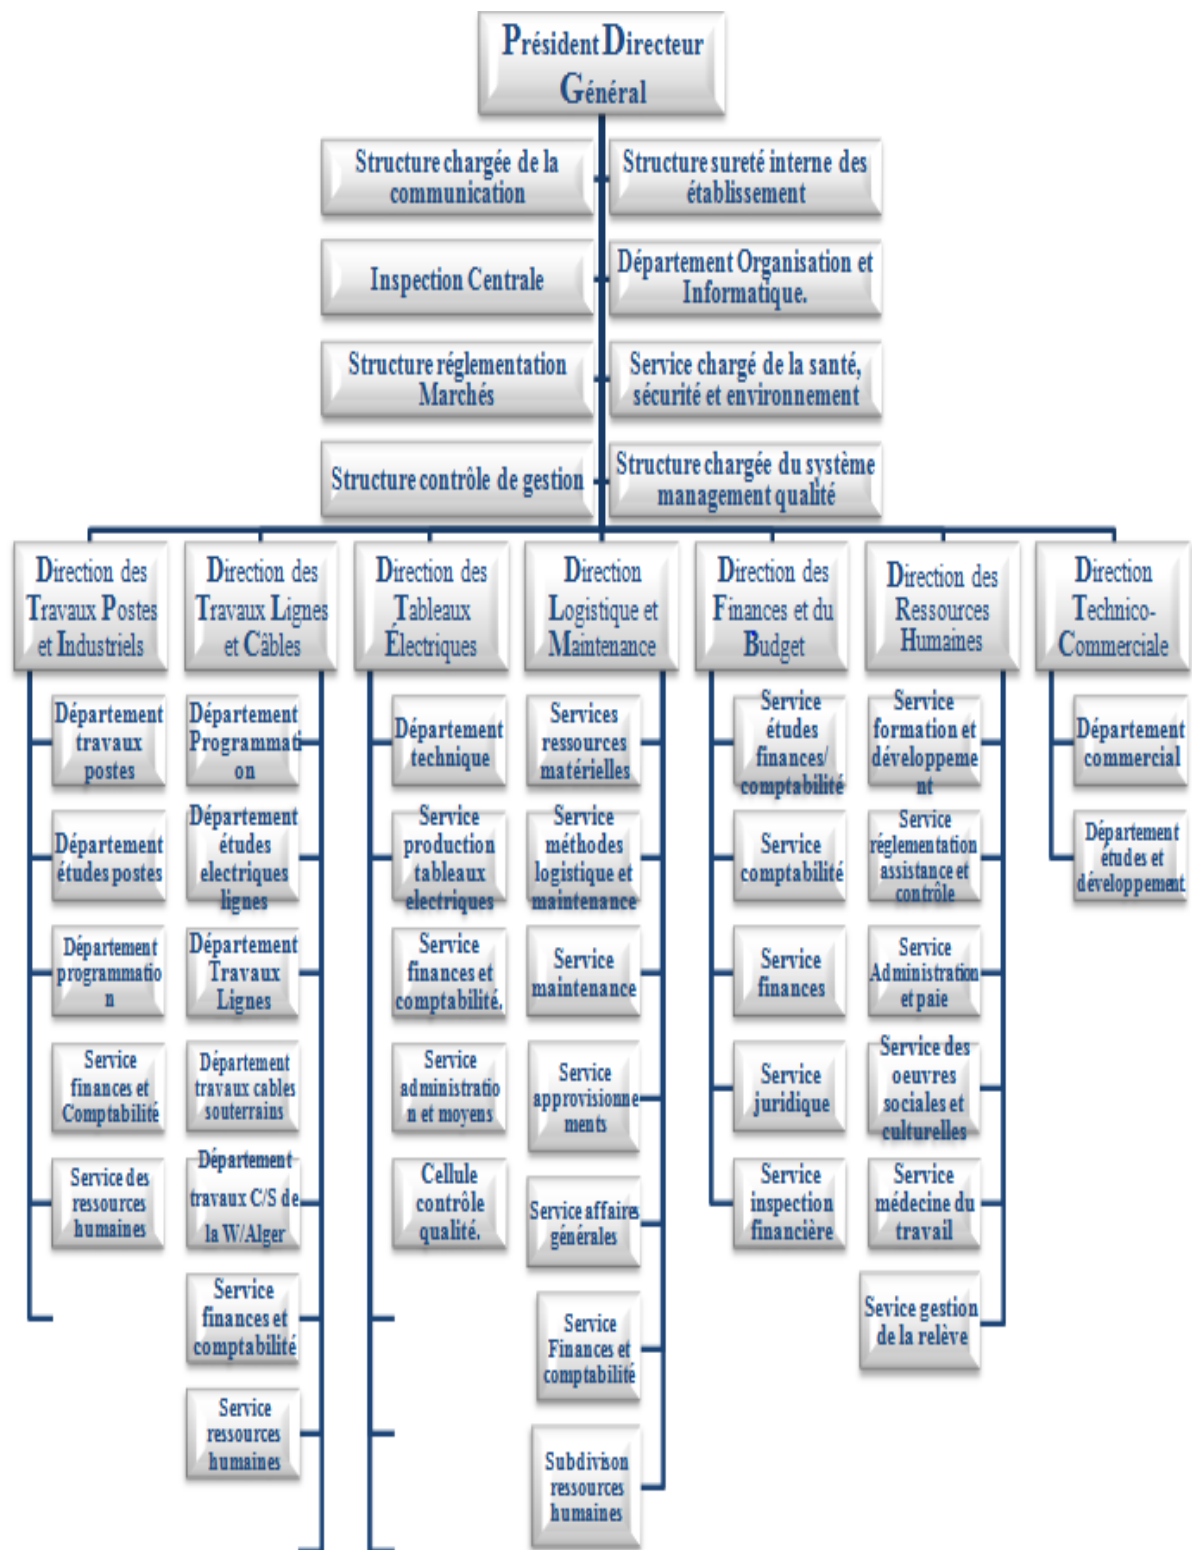 Président Directeur
Général
Structure chargée de la
communication
Structure sureté interne des
établissement
Inspection Centrale
Département Organisation et
Informatique.
Structure réglementation
Marchés
Service chargé de la santé,
sécurité et environnement
Structure contrôle de gestion
Structure chargée du système
management qualité
Direction des
Travaux Postes
et Industriels
Département
travaux
postes
Département
études postes
Département
programmatio
n
Service
finances et
Comptabilité
Service des
ressources
humaines
Direction des
Travaux Lignes
et Câbles
Département
Programmati
on
Département
études
electriques
lignes
Département
Travaux
Lignes
Département
travaux cables
souterrains
Département
travaux C/S de
la W/Alger
Service
finances et
comptabilité
Service
ressources
humaines
Direction des
Tableaux
Électriques
Département
technique
Service
production
tableaux
electriques
Service
finances et
comptabilité.
Service
administratio
n et moyens
Cellule
contrôle
qualité.
Direction
Logistique et
Maintenance
Services
ressources
matérielles
Service
méthodes
logistique et
maintenance
Service
maintenance
Service
approvisionne
ments
Service affaires
générales
Service
Finances et
comptabilité
Subdivison
ressources
humaines
Direction des
Finances et du
Budget
Service
études
finances/
comptabilité
Service
comptabilité
Service
finances
Service
juridique
Service
inspection
financière
Direction des
Ressources
Humaines
Service
formation et
développeme
nt
Service
réglementation
assistance et
contrôle
Service
Administration
et paie
Service des
oeuvres
sociales et
culturelles
Service
médecine du
travail
Sevice gestion
de la relève
Direction
Technico-
Commerciale
Département
commercial
Département
études et
développement